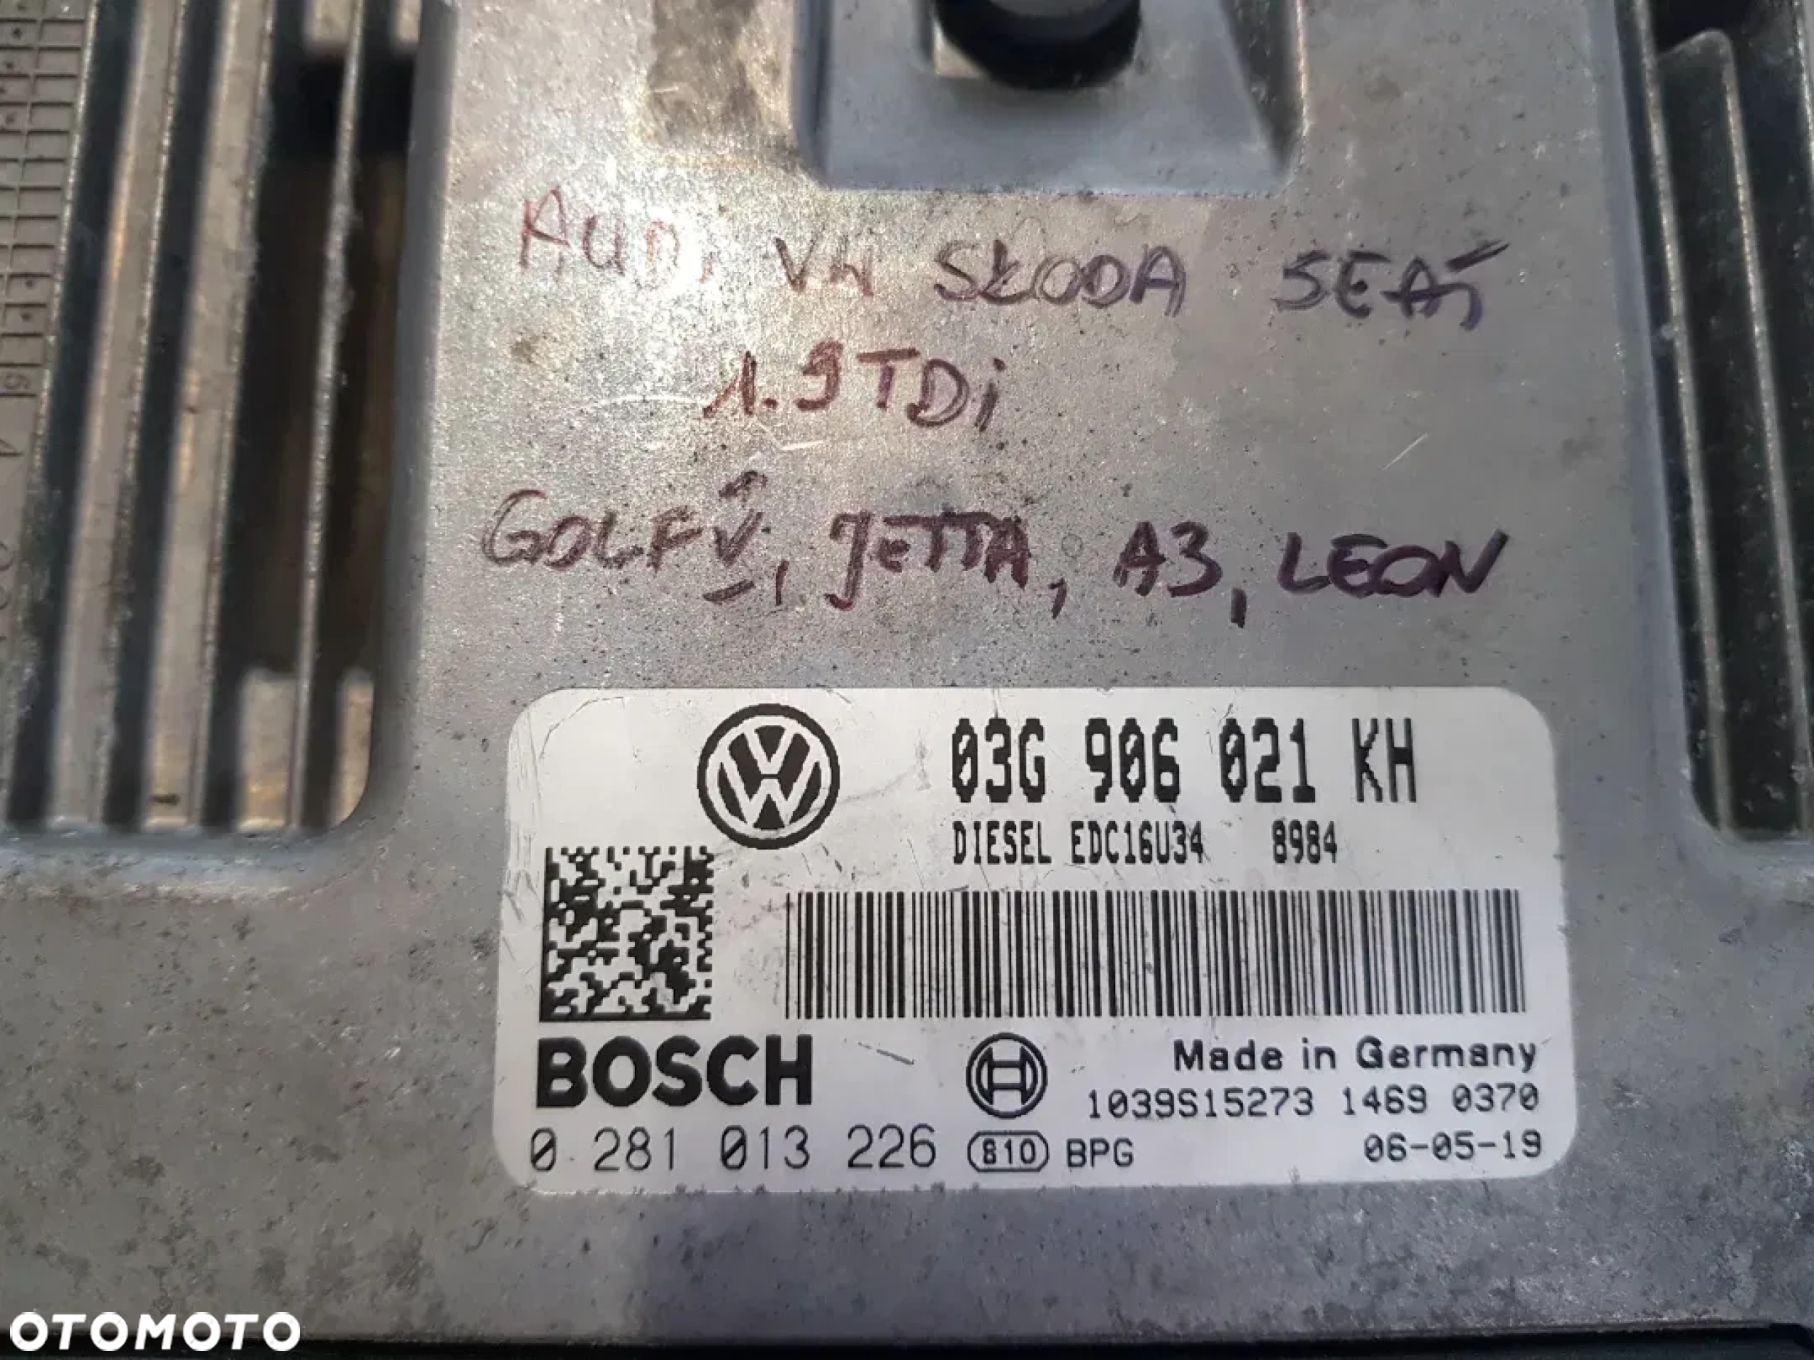 AUDi VW SKODA SEAT
1.9TDi
GOLF V, JETTA, A3, LEON
03G 906 021 KH
DIESEL EDC16U34 8984
BOSCH
Made in Germany
1039S15273 1469 0370
0 281 013 226 810 BPG 06-05-19
OTOMOTO